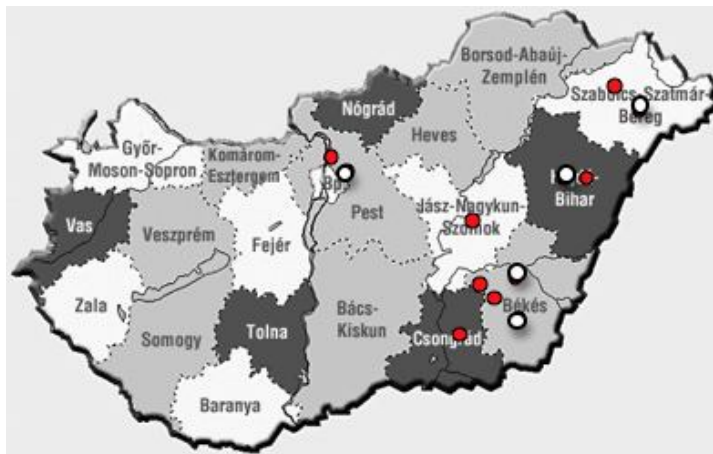 Borsod-Abaúj-
Zemplén
Szabolcs-Szatmár-
Bereg
Nógrád
Heves
Győr-
Moson-Sopron
Komárom-
Esztergom
Bihar
Pest
Jász-Nagykun-
Szolnok
Vas
Veszprém
Fejér
Zala
Bács-
Kiskun
Békés
Tolna
Csongrád
Somogy
Baranya